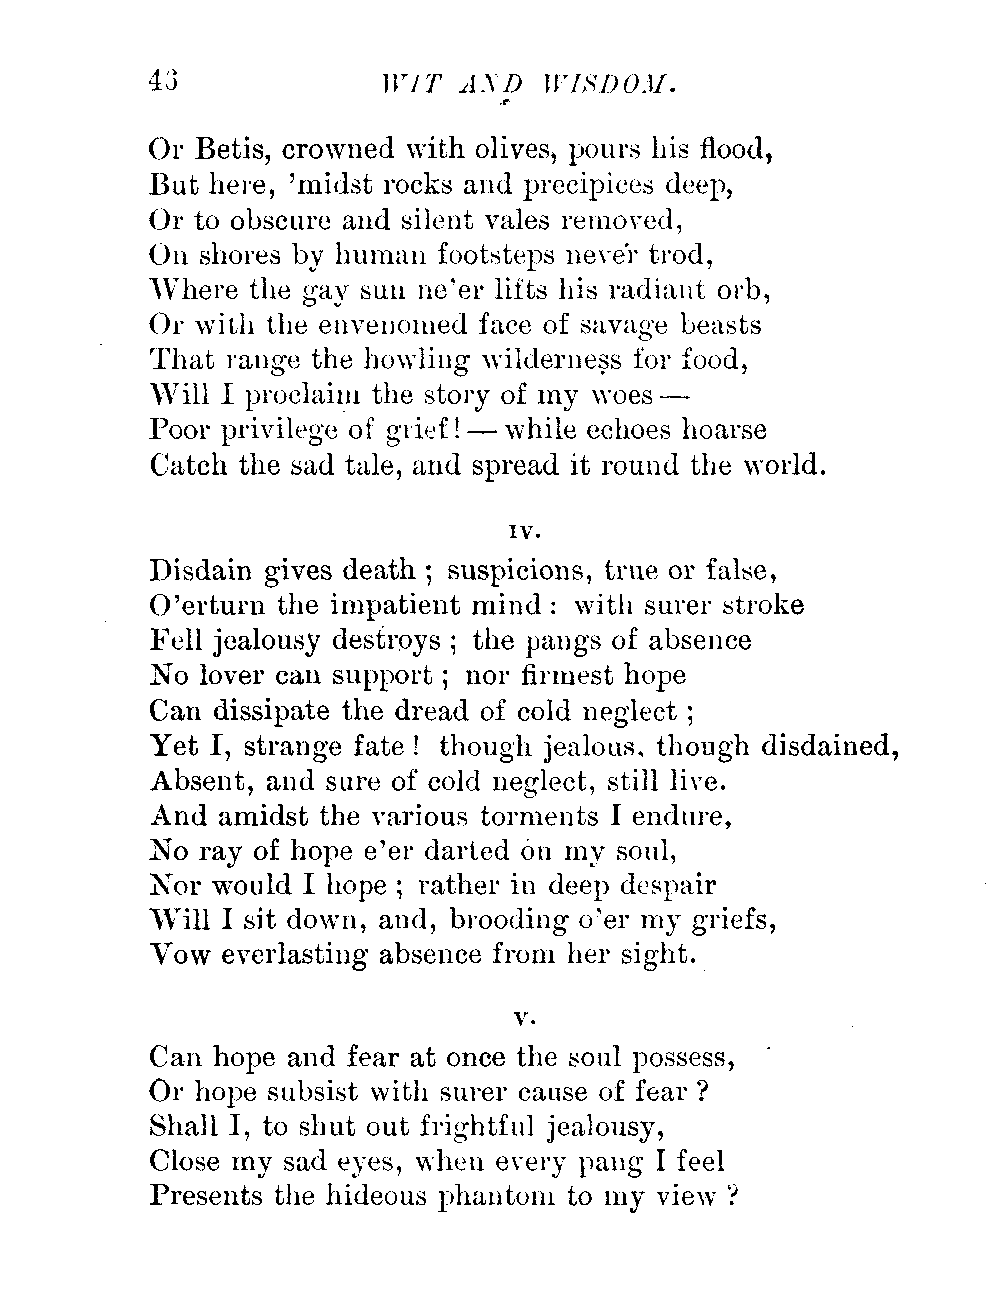 46 WIT AND WISDOM.
Or Betis, crowned with olives, pours his flood,
But here, 'midst rocks and precipices deep,
Or to obscure and silent vales removed,
On shores by human footsteps never trod,
Where the gay sun ne'er lifts his radiant orb,
Or with the envenomed face of savage beasts
That range the howling wilderness for food,
Will I proclaim the story of my woes —
Poor privilege of grief! — while echoes hoarse
Catch the sad tale, and spread it round the world.
IV.
Disdain gives death ; suspicions, true or false,
O'erturn the impatient mind : with surer stroke
Fell jealousy destroys ; the pangs of absence
No lover can support ; nor firmest hope
Can dissipate the dread of cold neglect ;
Yet I, strange fate ! though jealous, though disdained,
Absent, and sure of cold neglect, still live.
And amidst the various torments I endure,
No ray of hope e'er darted on my soul,
Nor would I hope ; rather in deep despair
Will I sit down, and, brooding o'er my griefs,
Vow everlasting absence from her sight.
V.
Can hope and fear at once the soul possess,
Or hope subsist with surer cause of fear ?
Shall I, to shut out frightful jealousy,
Close my sad eyes, when every pang I feel
Presents the hideous phantom to my view ?